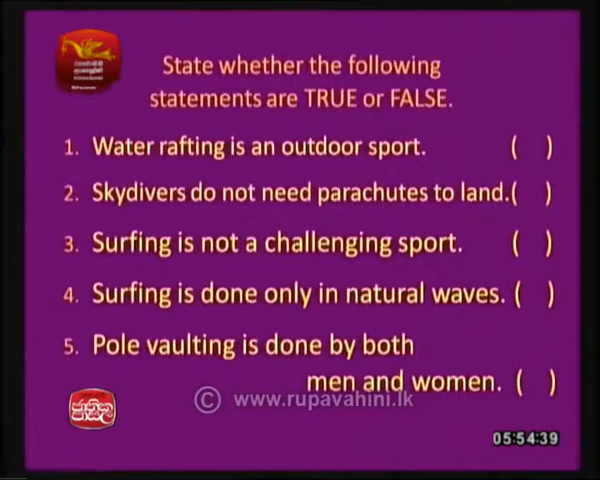 State whether the following
statements are TRUE or FALSE.
1. Water rafting is an outdoor sport. ( )
2. Skydivers do not need parachutes to land.( )
3. Surfing is not a challenging sport. ( )
4. Surfing is done only in natural waves. ( )
5. Pole vaulting is done by both
men and women. ( )
© www.rupavahini.lk
05:54:39